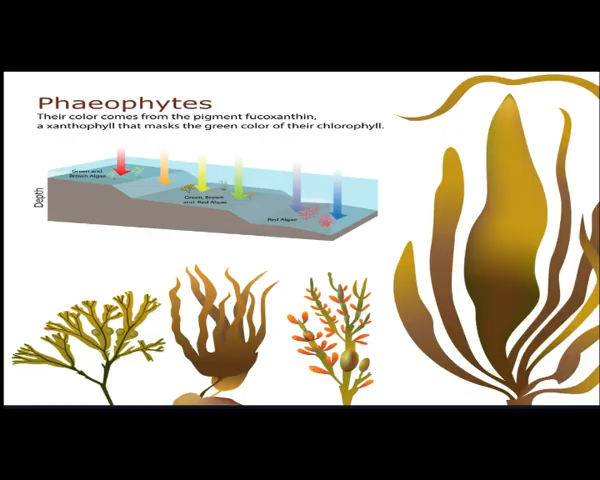 Phaeophytes
Their color comes from the pigment fucoxanthin,
a xanthophyll that masks the green color of their chlorophyll.
Green and
Brown Algae
Depth
Green, Brown
and Red Algae
Red Algae